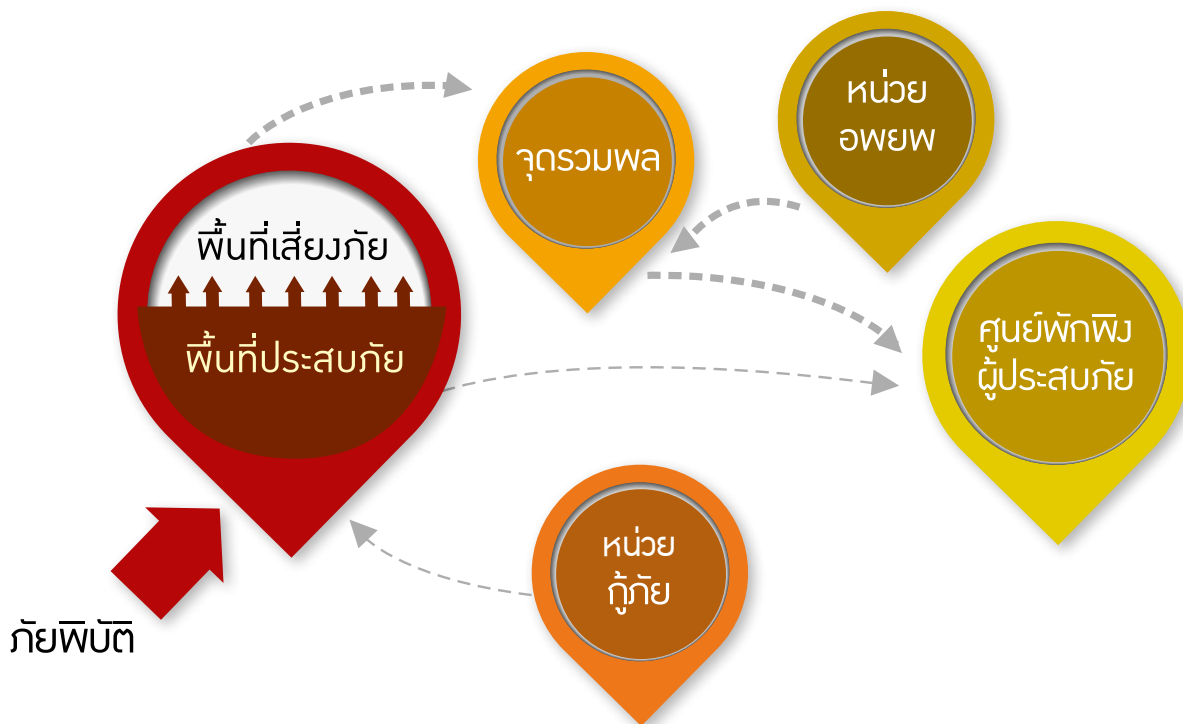 หน่วย
อพยพ
จุดรวมพล
พื้นที่เสี่ยงภัย
พื้นที่ประสบภัย
ศูนย์พักพิง
ผู้ประสบภัย
หน่วย
กู้ภัย
ภัยพิบัติ